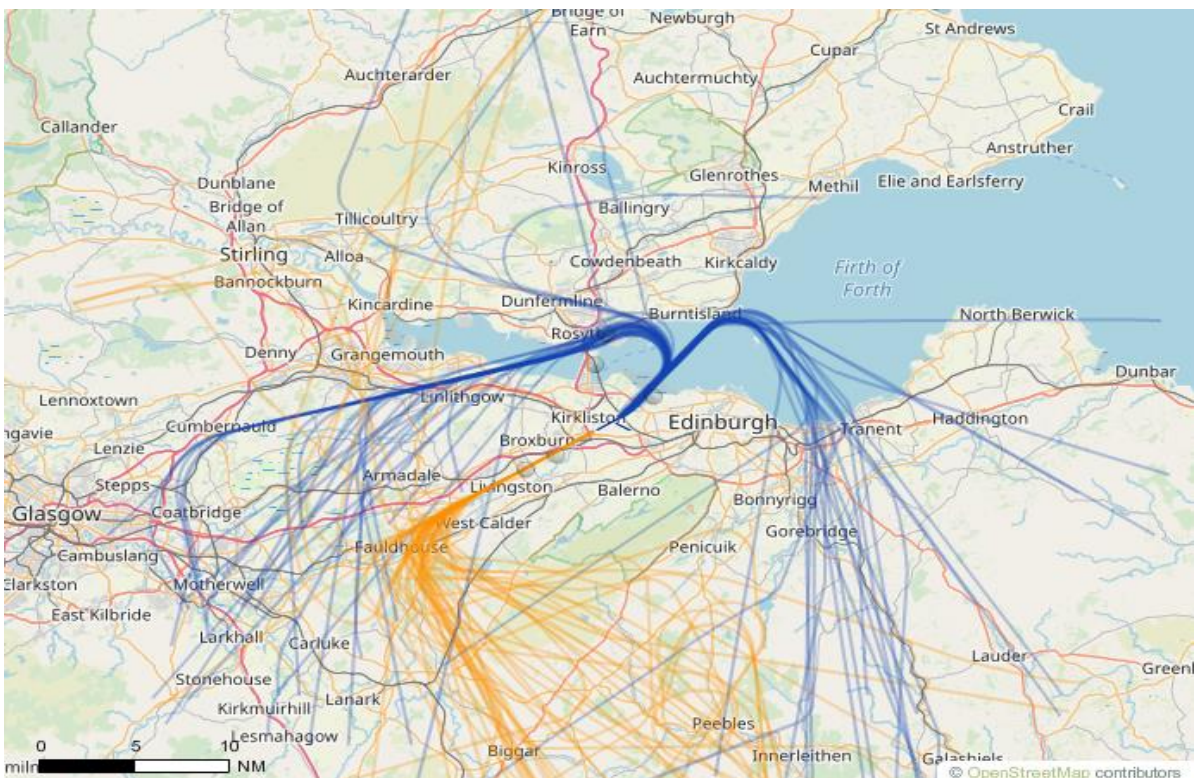 Bridge of
Earn
Newburgh
St Andrews
Cupar
Auchterarder
Auchtermuchty
Crail
Callander
Anstruther
Kinross
Glenrothes
Methil
Elie and Earlsferry
Dunblane
Bridge of
Allan
Tillicoultry
Ballingry
Stirling
Alloa
Cowdenbeath
Kirkcaldy
Firth of
Forth
Bannockburn
Kincardine
Dunfermline
Burntisland
North Berwick
Rosyth
Denny
Grangemouth
Dunbar
Lennoxtown
Linlithgow
Kirkliston
Edinburgh
Haddington
Cumbernauld
Tranent
ngavie
Lenzie
Broxburn
Armadale
Stepps
Livingston
Balerno
Bonnyrigg
Glasgow
Coatbridge
West Calder
Gorebridge
Fauldhouse
Penicuik
Cambuslang
Clarkston
Motherwell
East Kilbride
Larkhall
Carluke
Lauder
Greenl
Stonehouse
Lanark
Kirkmuirhill
Peebles
Lesmahagow
Biggar
Innerleithen
Galashiels
0 5 10
NM
miln
© OpenStreetMap contributors